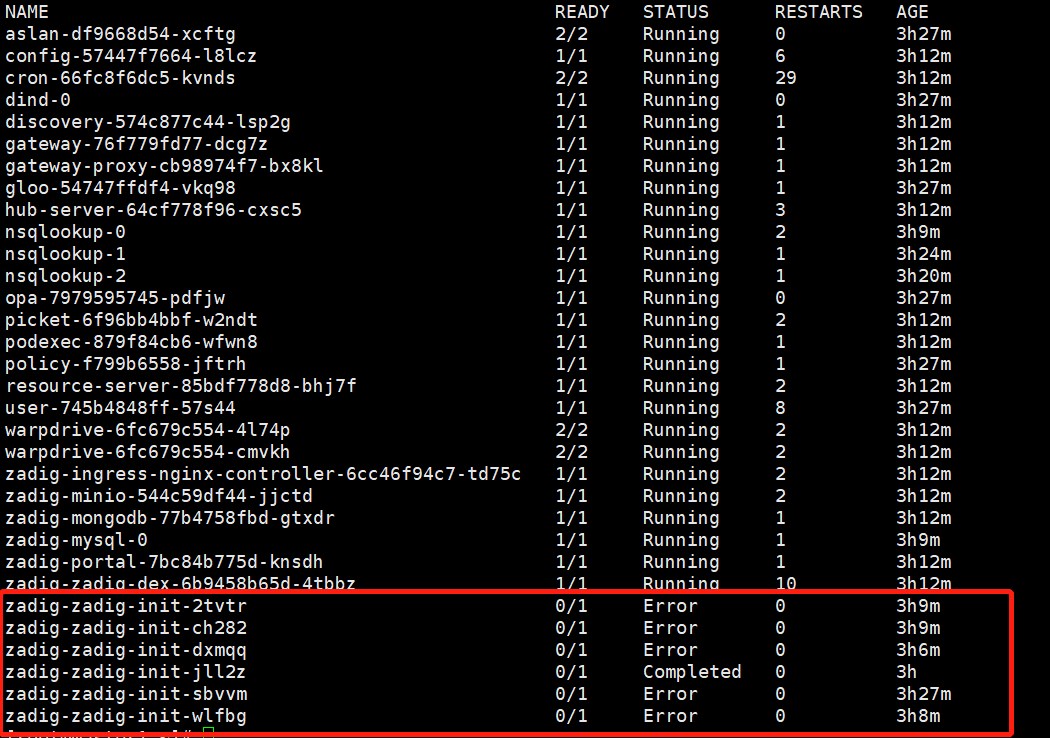 NAME READY STATUS RESTARTS AGE
aslan-df9668d54-xcftg 2/2 Running 0 3h27m
config-57447f7664-l8lcz 1/1 Running 6 3h12m
cron-66fc8f6dc5-kvnds 2/2 Running 29 3h12m
dind-0 1/1 Running 0 3h27m
discovery-574c877c44-lsp2g 1/1 Running 1 3h12m
gateway-76f779fd77-dcg7z 1/1 Running 1 3h12m
gateway-proxy-cb98974f7-bx8kl 1/1 Running 1 3h12m
gloo-54747ffdf4-vkq98 1/1 Running 1 3h27m
hub-server-64cf778f96-cxsc5 1/1 Running 3 3h12m
nsqlookup-0 1/1 Running 2 3h9m
nsqlookup-1 1/1 Running 1 3h24m
nsqlookup-2 1/1 Running 1 3h20m
opa-7979595745-pdfjw 1/1 Running 0 3h27m
picket-6f96bb4bbf-w2ndt 1/1 Running 2 3h12m
podexec-879f84cb6-wfwn8 1/1 Running 1 3h12m
policy-f799b6558-jftrh 1/1 Running 1 3h27m
resource-server-85bdf778d8-bhj7f 1/1 Running 2 3h12m
user-745b4848ff-57s44 1/1 Running 8 3h27m
warpdrive-6fc679c554-4l74p 2/2 Running 2 3h12m
warpdrive-6fc679c554-cmvkh 2/2 Running 2 3h12m
zadig-ingress-nginx-controller-6cc46f94c7-td75c 1/1 Running 2 3h12m
zadig-minio-544c59df44-jjctd 1/1 Running 2 3h12m
zadig-mongodb-77b4758fbd-gtxdr 1/1 Running 1 3h12m
zadig-mysql-0 1/1 Running 1 3h9m
zadig-portal-7bc84b775d-knsdh 1/1 Running 1 3h12m
zadig-zadig-dex-6b9458b65d-4tbbz 1/1 Running 10 3h12m
zadig-zadig-init-2tvtr 0/1 Error 0 3h9m
zadig-zadig-init-ch282 0/1 Error 0 3h9m
zadig-zadig-init-dxmqq 0/1 Error 0 3h6m
zadig-zadig-init-jll2z 0/1 Completed 0 3h
zadig-zadig-init-sbvvm 0/1 Error 0 3h27m
zadig-zadig-init-wlfbg 0/1 Error 0 3h8m